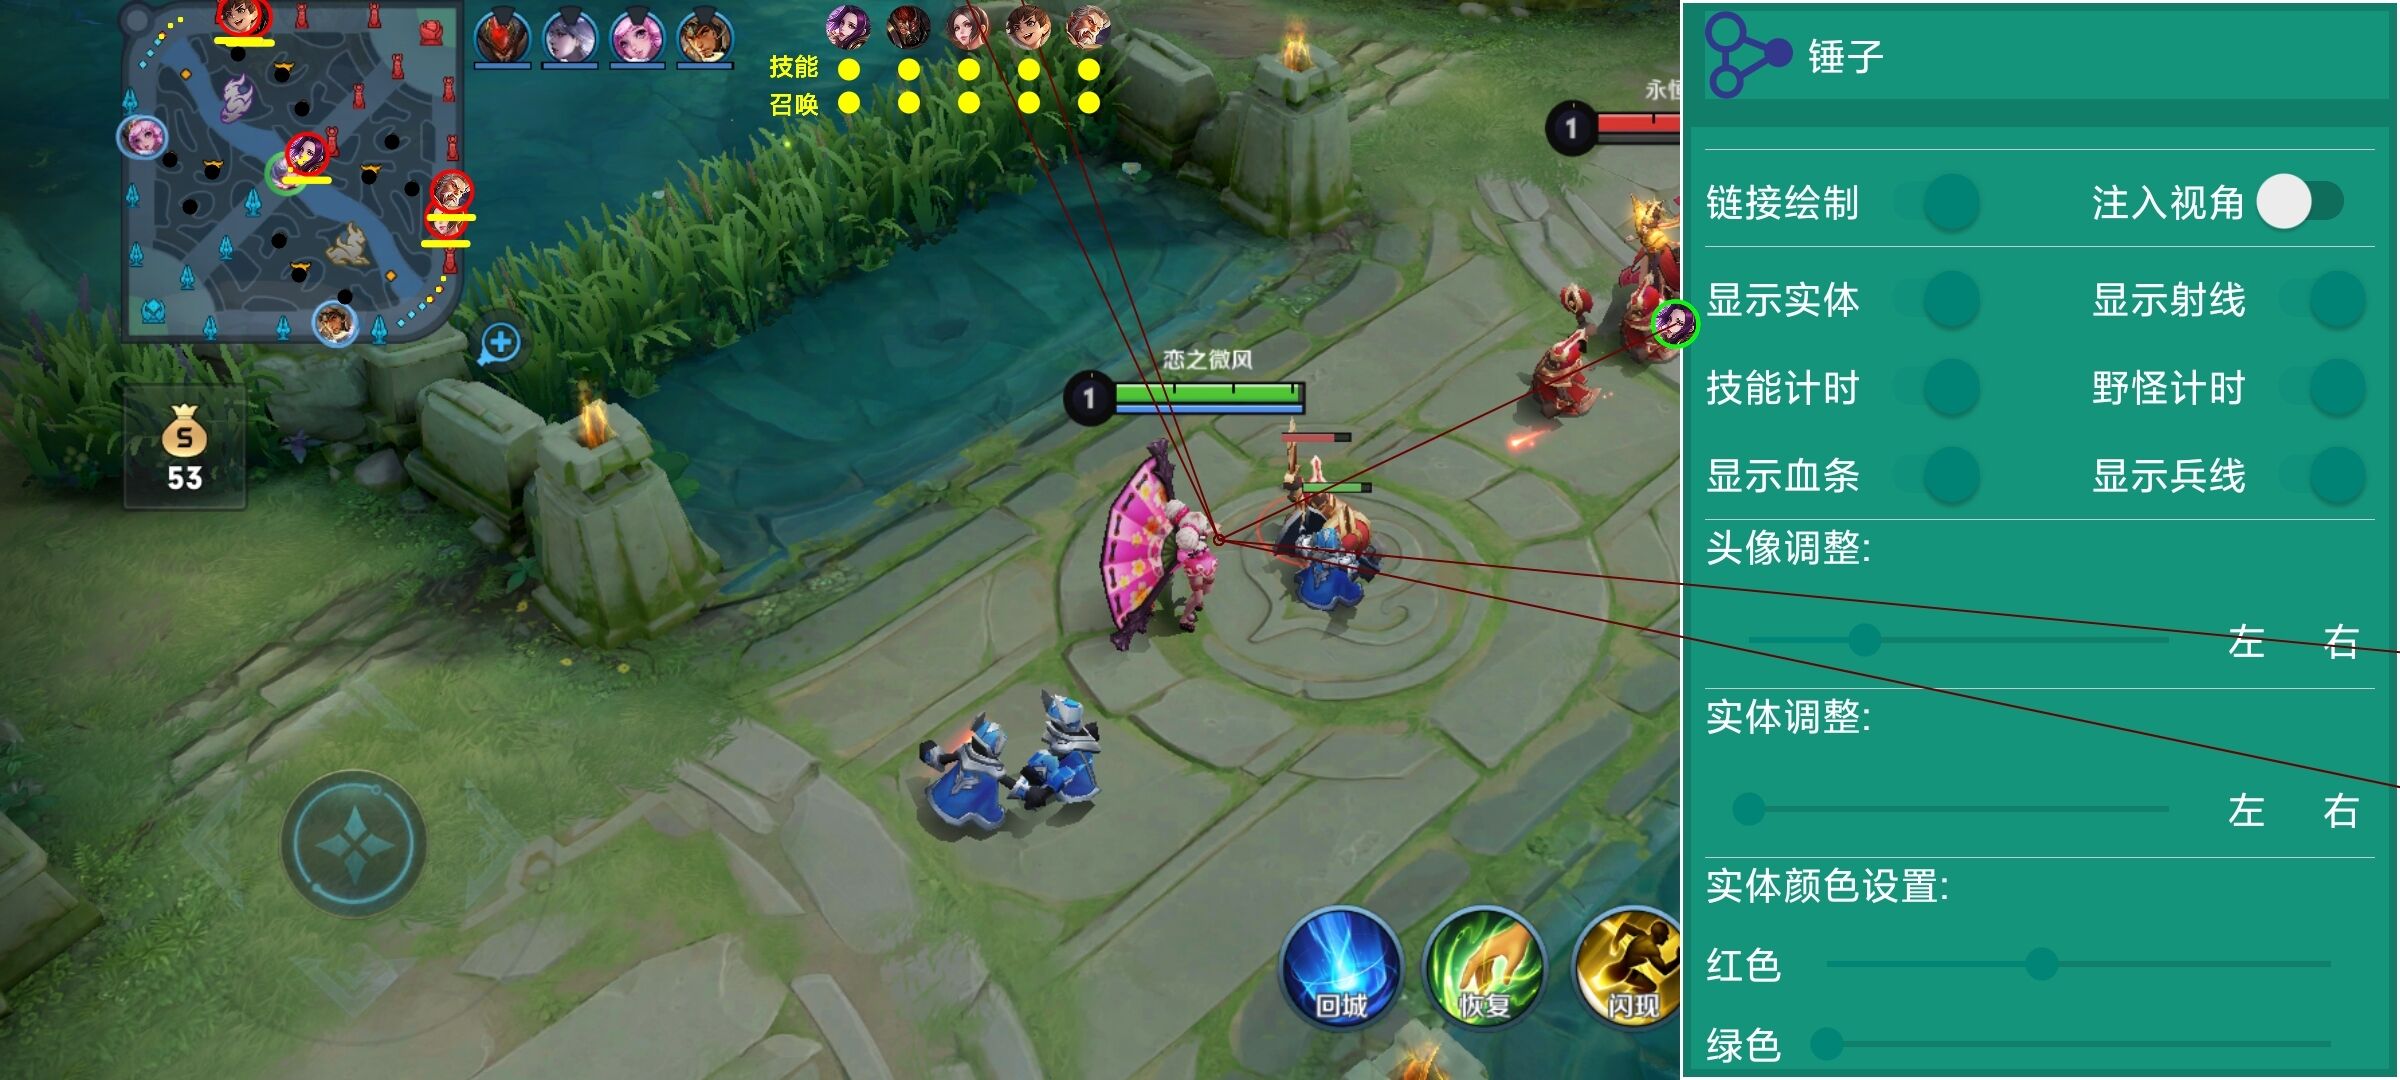 技能
召唤
永恒
1
恋之微风
1
S
53
回城
恢复
闪现
锤子
链接绘制 注入视角
显示实体 显示射线
技能计时 野怪计时
显示血条 显示兵线
头像调整:
左 右
实体调整:
左 右
实体颜色设置:
红色
绿色